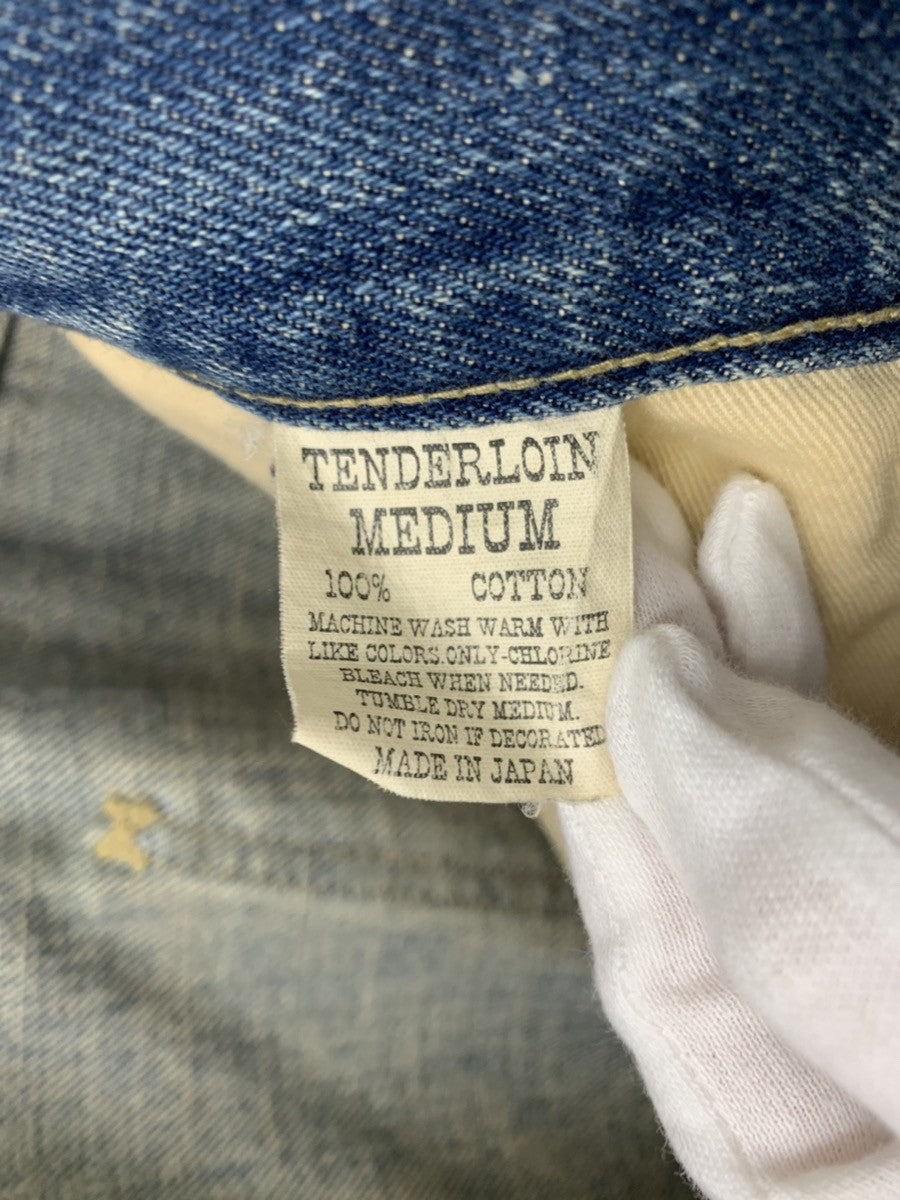 TENDERLOIN
MEDIUM
100% COTTON
MACHINE WASH WARM WITH
LIKE COLORS.ONLY-CHLORINE
BLEACH WHEN NEEDED.
TUMBLE DRY MEDIUM.
DO NOT IRON IF DECORATED
MADE IN JAPAN